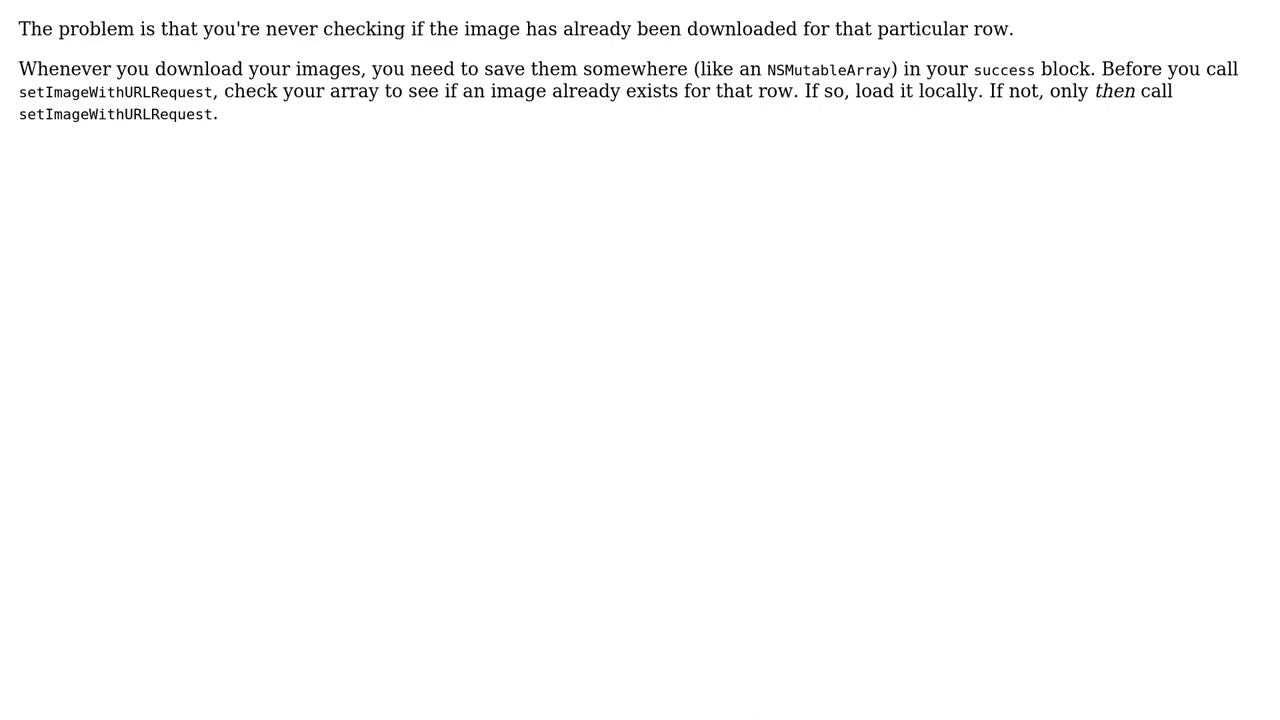 The problem is that you're never checking if the image has already been downloaded for that particular row.
Whenever you download your images, you need to save them somewhere (like an NSMutableArray) in your success block. Before you call
setImageWithURLRequest, check your array to see if an image already exists for that row. If so, load it locally. If not, only then call
setImageWithURLRequest.